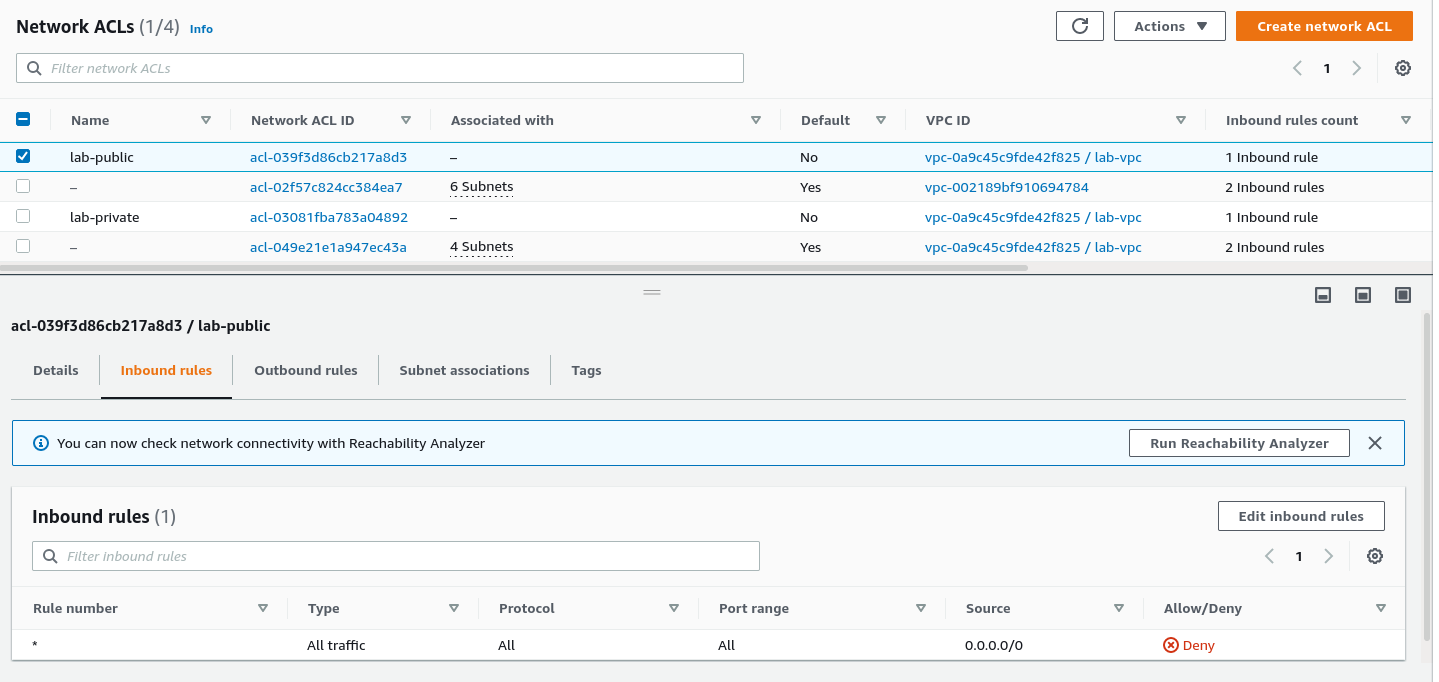 Network ACLs (1/4) Info
Actions
Create network ACL
Filter network ACLs
1
Name Network ACL ID Associated with Default VPC ID Inbound rules count
lab-public acl-039f3d86cb217a8d3 – No vpc-0a9c45c9fde42f825 / lab-vpc 1 Inbound rule
– acl-02f57c824cc384ea7 6 Subnets Yes vpc-002189bf910694784 2 Inbound rules
lab-private acl-03081fba783a04892 – No vpc-0a9c45c9fde42f825 / lab-vpc 1 Inbound rule
– acl-049e21e1a947ec43a 4 Subnets Yes vpc-0a9c45c9fde42f825 / lab-vpc 2 Inbound rules
acl-039f3d86cb217a8d3 / lab-public
Details Inbound rules Outbound rules Subnet associations Tags
You can now check network connectivity with Reachability Analyzer
Run Reachability Analyzer
Inbound rules (1)
Edit inbound rules
Filter inbound rules
1
Rule number Type Protocol Port range Source Allow/Deny
* All traffic All All 0.0.0.0/0 Deny